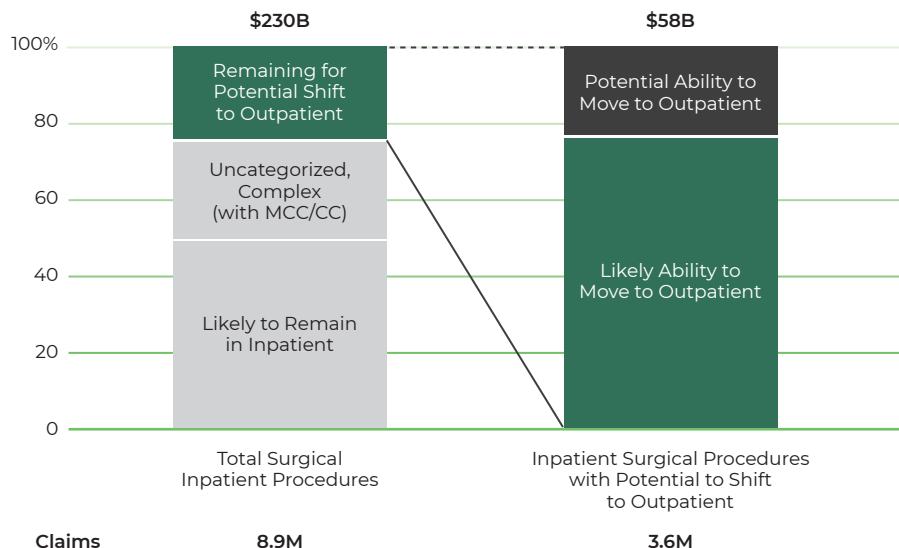 $230B
$58B
100%
80
60
40
20
0
Remaining for
Potential Shift
to Outpatient
Uncategorized,
Complex
(with MCC/CC)
Likely to Remain
in Inpatient
Potential Ability to
Move to Outpatient
Likely Ability to
Move to Outpatient
Total Surgical
Inpatient Procedures
Inpatient Surgical Procedures
with Potential to Shift
to Outpatient
Claims
8.9M
3.6M